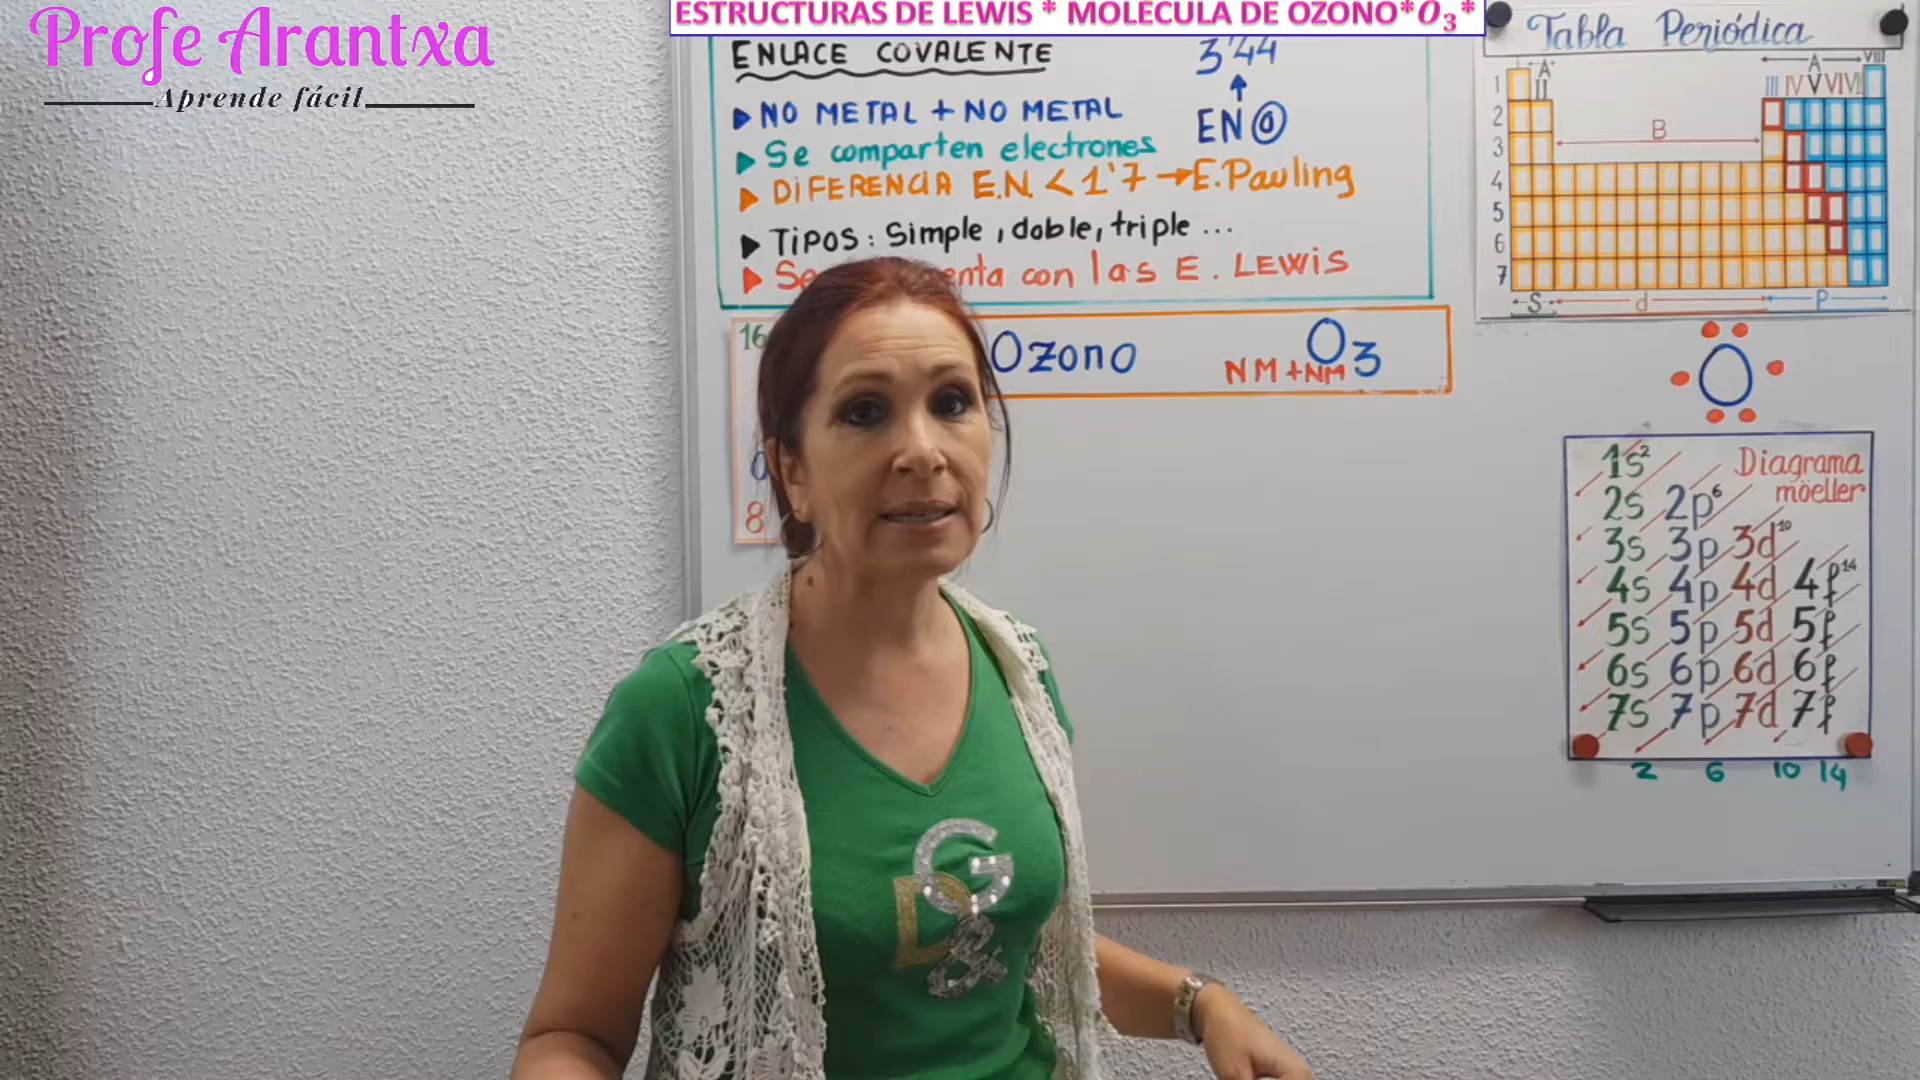 Profe Arantxa
Aprende fácil
ESTRUCTURAS DE LEWIS * MOLÉCULA DE OZONO*O₃*
ENLACE COVALENTE
3'44
EN O
NO METAL + NO METAL
Se comparten electrones
DIFERENCIA E.N. < 1'7 → E. Pauling
TIPOS: Simple, doble, triple ...
Se con las E. LEWIS
16
Ozono
O3
NM + NM
8
Tabla Periódica
A A VIII
II III IV V VI VII
1
2
3
4
5
6
7
B
S d P
O
Diagrama
möeller
1s²
2s 2p⁶
3s 3p 3d¹⁰
4s 4p 4d 4f¹⁴
5s 5p 5d 5f
6s 6p 6d 6f
7s 7p 7d 7f
2 6 10 14
GD&